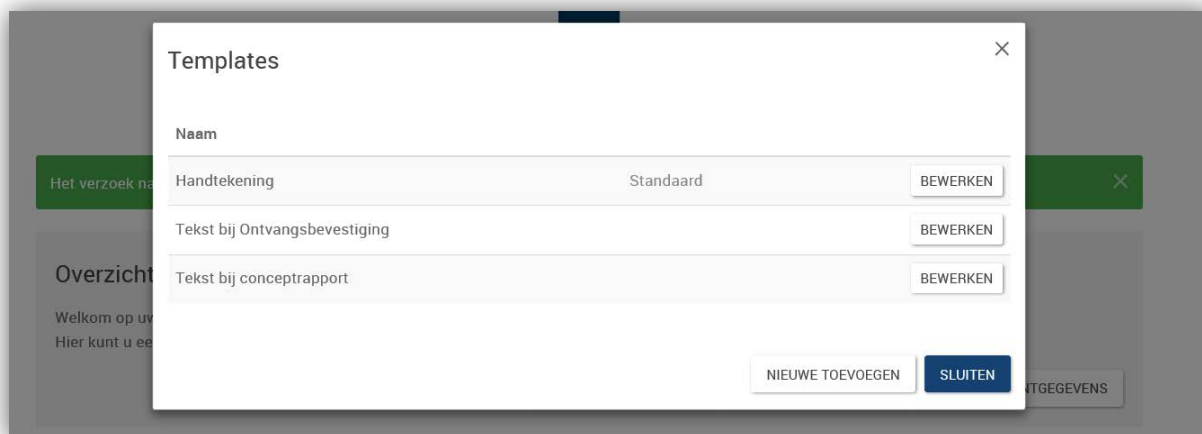 Templates
Naam
Handtekening Standaard BEWERKEN
Tekst bij Ontvangsbevestiging BEWERKEN
Tekst bij conceptrapport BEWERKEN
NIEUWE TOEVOEGEN SLUITEN
Het verzoek na
Overzicht
Welkom op uw
Hier kunt u ee
NTGEGEVENS